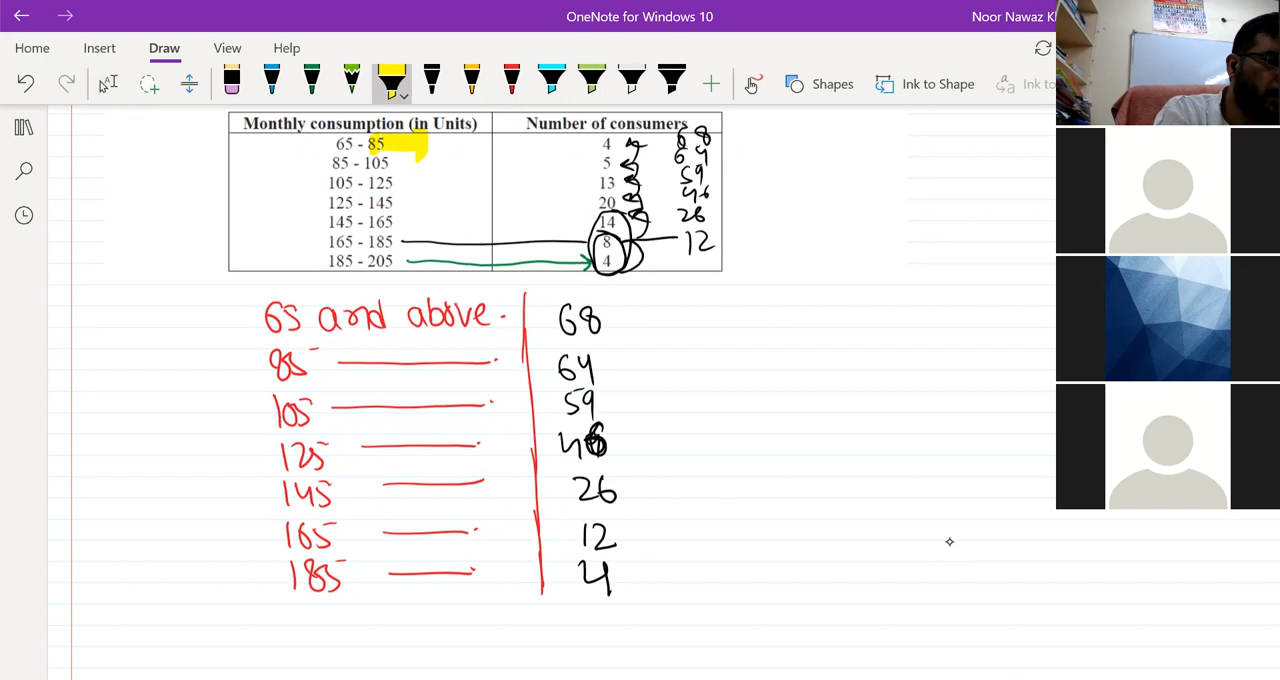 OneNote for Windows 10
Noor Nawaz K
Home Insert Draw View Help
Shapes Ink to Shape Ink to
Monthly consumption (in Units) Number of consumers
65 - 85 4 68
85 - 105 5 64
105 - 125 13 59
125 - 145 20 46
145 - 165 14 26
165 - 185 8 12
185 - 205 4
65 and above. 68
85 64
105 59
125 46
145 26
165 12
185 4